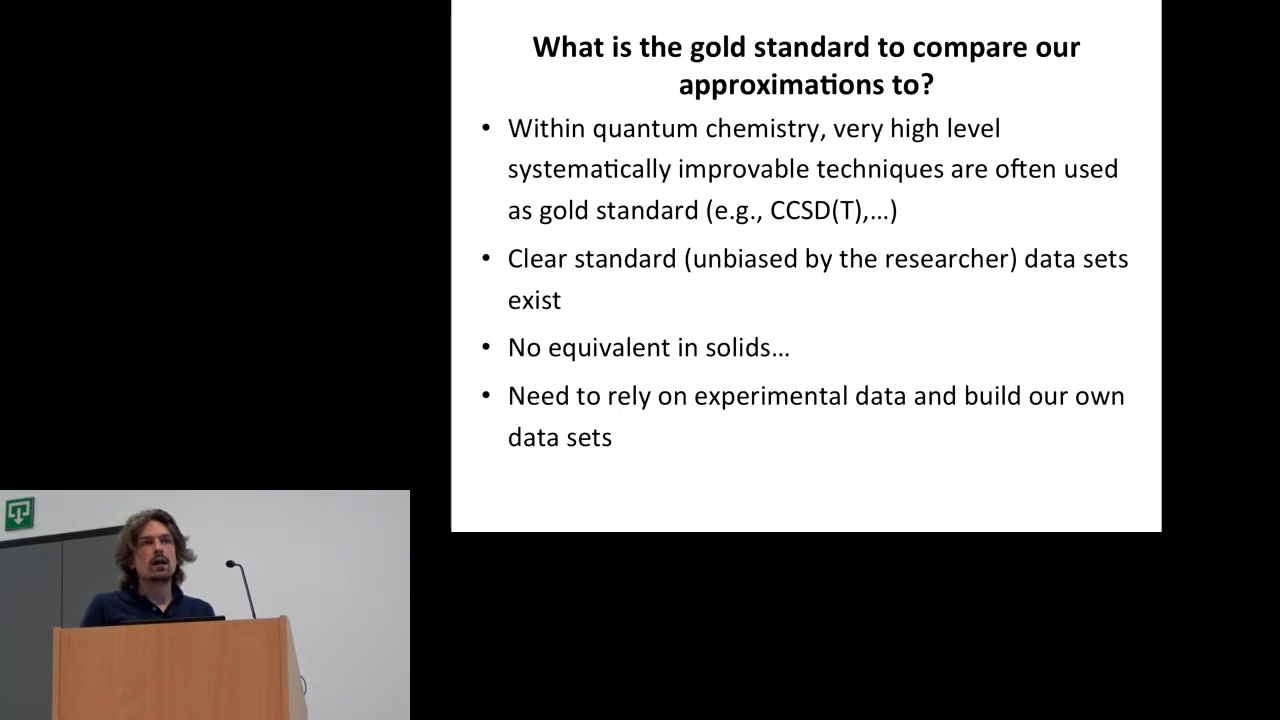 What is the gold standard to compare our
approximations to?
• Within quantum chemistry, very high level
systematically improvable techniques are often used
as gold standard (e.g., CCSD(T),…)
• Clear standard (unbiased by the researcher) data sets
exist
• No equivalent in solids…
• Need to rely on experimental data and build our own
data sets